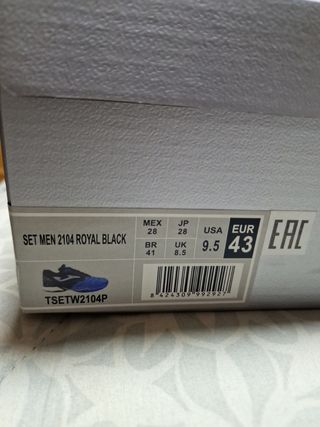 SET MEN 2104 ROYAL BLACK
MEX 28
JP 28
USA 9.5
EUR 43
BR 41
UK 8.5
EAC
TSETW2104P
8 424309 992927